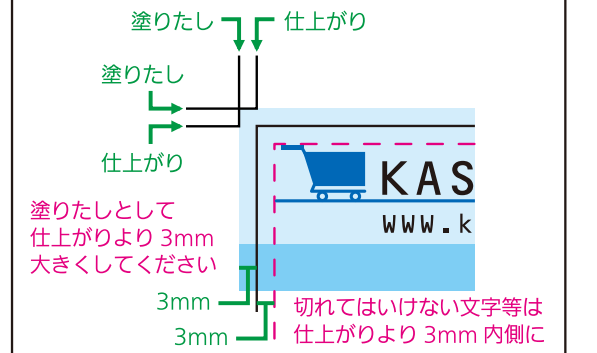 塗りたし
仕上がり
塗りたし
仕上がり
KAS
www.k
塗りたしとして
仕上がりより 3mm
大きくしてください
3mm
3mm
切れてはいけない文字等は
仕上がりより 3mm 内側に